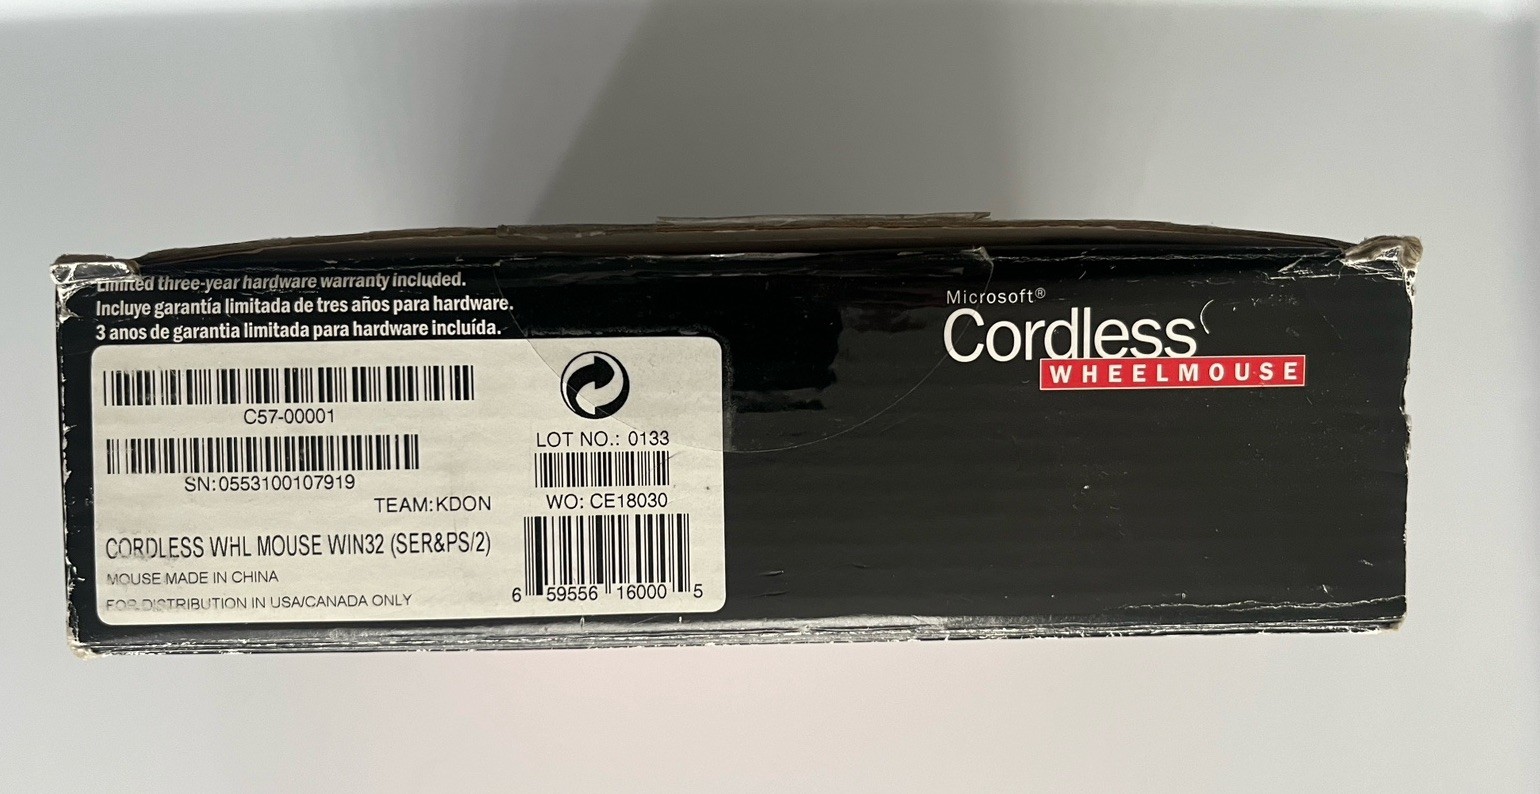 Limited three-year hardware warranty included.
Incluye garantía limitada de tres años para hardware.
3 anos de garantia limitada para hardware incluída.
C57-00001
SN:0553100107919
TEAM:KDON
CORDLESS WHL MOUSE WIN32 (SER&PS/2)
MOUSE MADE IN CHINA
FOR DISTRIBUTION IN USA/CANADA ONLY
LOT NO.: 0133
WO: CE18030
6 59556 16000 5
Microsoft®
Cordless
WHEELMOUSE